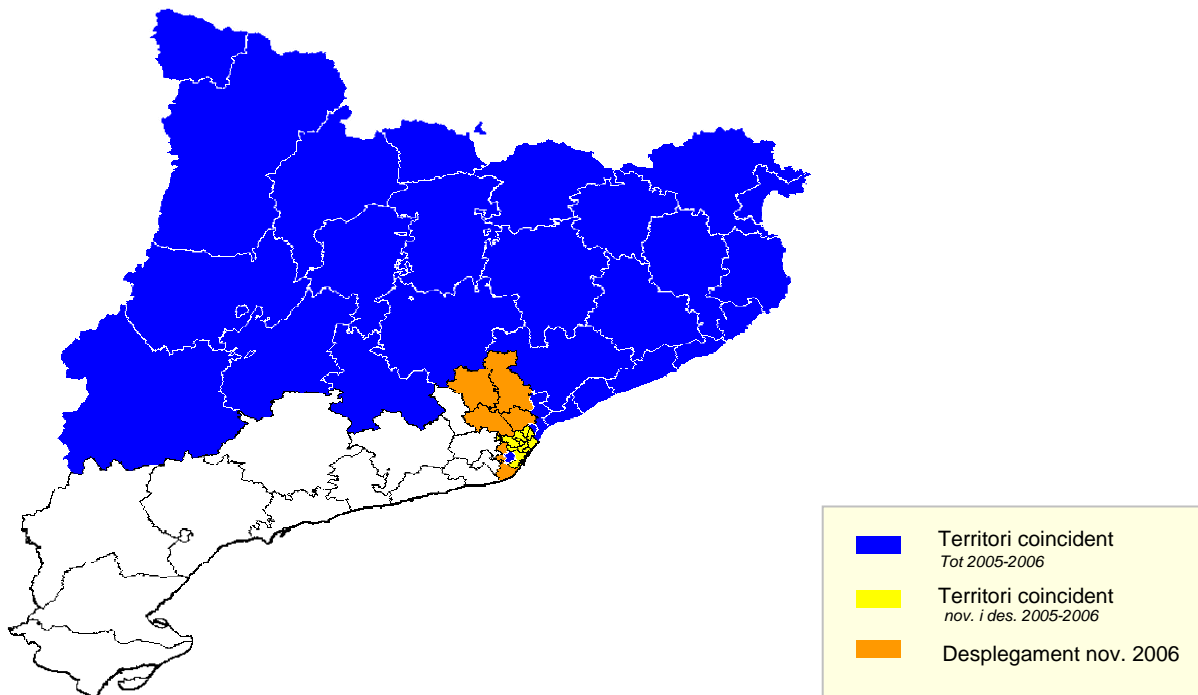 Territori coincident
Tot 2005-2006
Territori coincident
nov. i des. 2005-2006
Desplegament nov. 2006